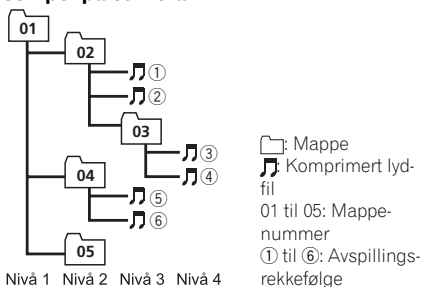 01
02
①
②
03
③
④
04
⑤
⑥
05
Nivå 1 Nivå 2 Nivå 3 Nivå 4
: Mappe
: Komprimert lyd-
fil
01 til 05: Mappe-
nummer
① til ⑥: Avspillings-
rekkefølge